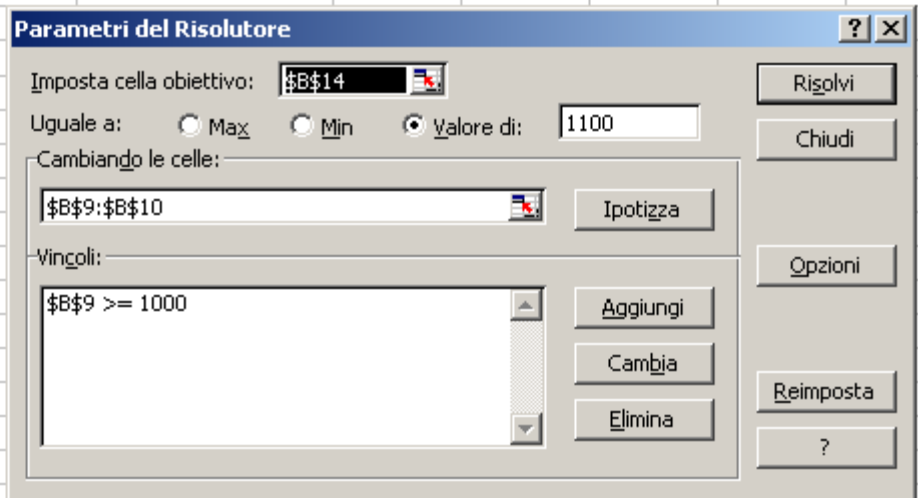 Parametri del Risolutore ? X
Imposta cella obiettivo: $B$14 Risolvi
Uguale a: Max Min Valore di: 1100 Chiudi
Cambiando le celle:
$B$9:$B$10 Ipotizza
Vincoli: Opzioni
$B$9 >= 1000 Aggiungi
Cambia
Reimposta
Elimina
?